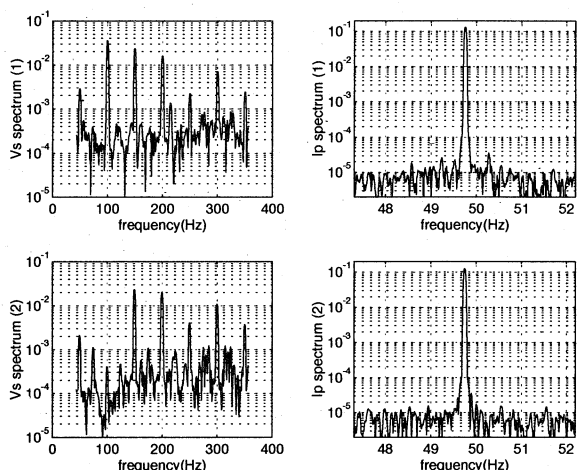 10^-1
10^-2
10^-3
10^-4
10^-5
Vs spectrum (1)
0 100 200 300 400
frequency(Hz)
10^-1
10^-2
10^-3
10^-4
10^-5
Ip spectrum (1)
48 49 50 51 52
frequency(Hz)
10^-1
10^-2
10^-3
10^-4
10^-5
Vs spectrum (2)
0 100 200 300 400
frequency(Hz)
10^-1
10^-2
10^-3
10^-4
10^-5
Ip spectrum (2)
48 49 50 51 52
frequency(Hz)